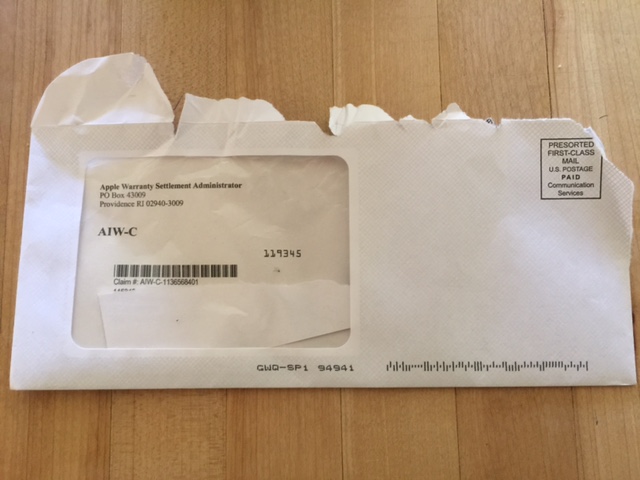 PRESORTED
FIRST-CLASS
MAIL
U.S. POSTAGE
PAID
Communication
Services
Apple Warranty Settlement Administrator
PO Box 43009
Providence RI 02940-3009
AIW-C
119345
Claim #: AIW-C-1136568401
GWQ-SP1 94941